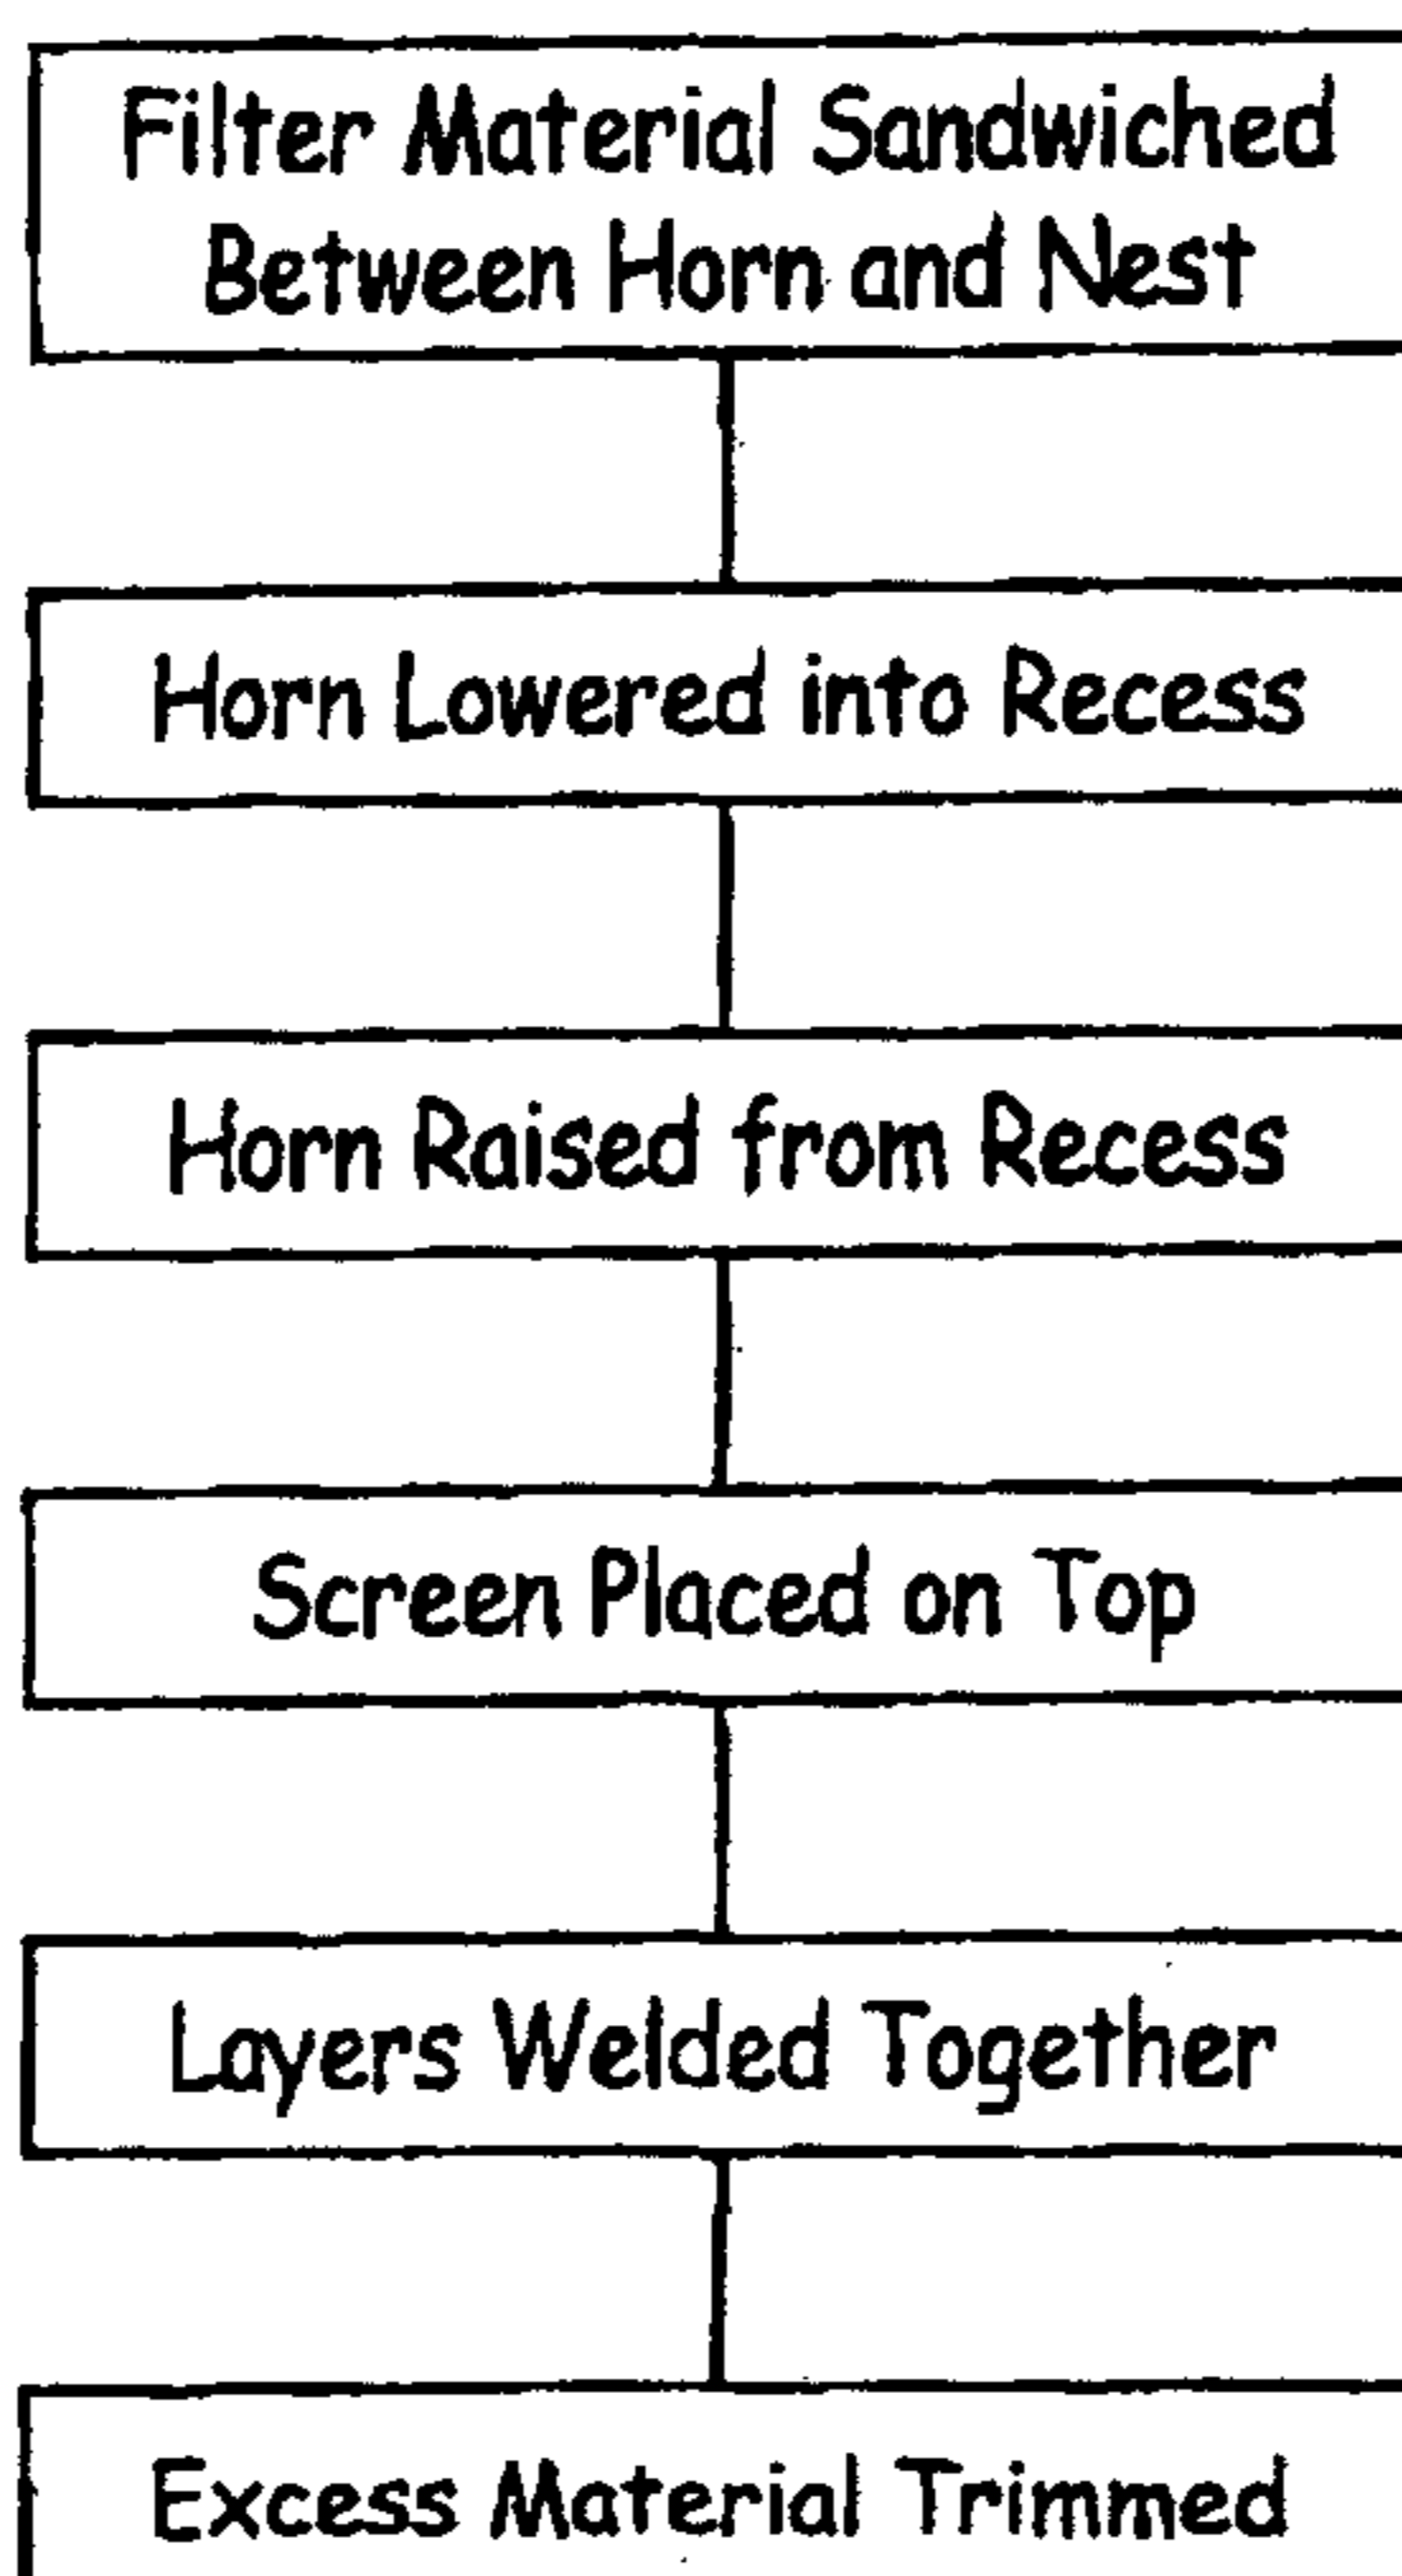 Filter Material Sandwiched
Between Horn and Nest
Horn Lowered into Recess
Horn Raised from Recess
Screen Placed on Top
Layers Welded Together
Excess Material Trimmed